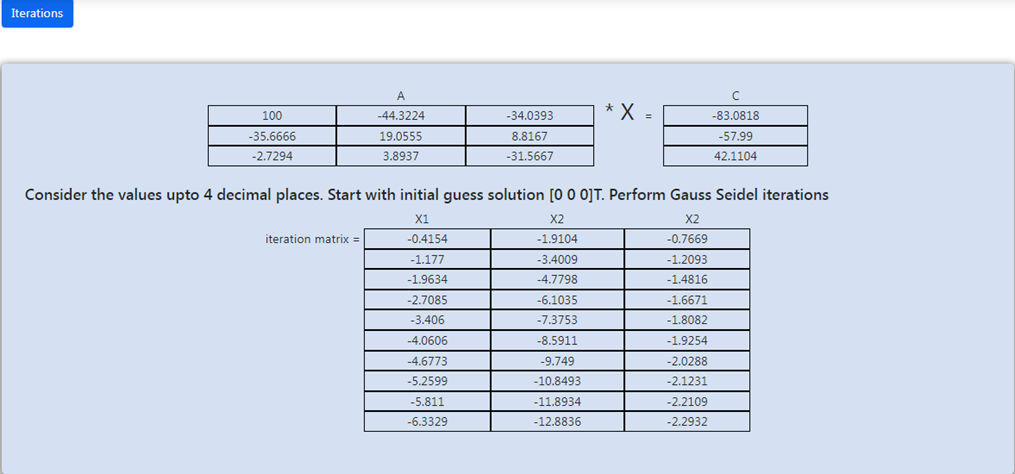 Iterations
A C
100 -44.3224 -34.0393 * X = -83.0818
-35.6666 19.0555 8.8167 -57.99
-2.7294 3.8937 -31.5667 42.1104
Consider the values upto 4 decimal places. Start with initial guess solution [0 0 0]T. Perform Gauss Seidel iterations
X1 X2 X2
iteration matrix = -0.4154 -1.9104 -0.7669
-1.177 -3.4009 -1.2093
-1.9634 -4.7798 -1.4816
-2.7085 -6.1035 -1.6671
-3.406 -7.3753 -1.8082
-4.0606 -8.5911 -1.9254
-4.6773 -9.749 -2.0288
-5.2599 -10.8493 -2.1231
-5.811 -11.8934 -2.2109
-6.3329 -12.8836 -2.2932